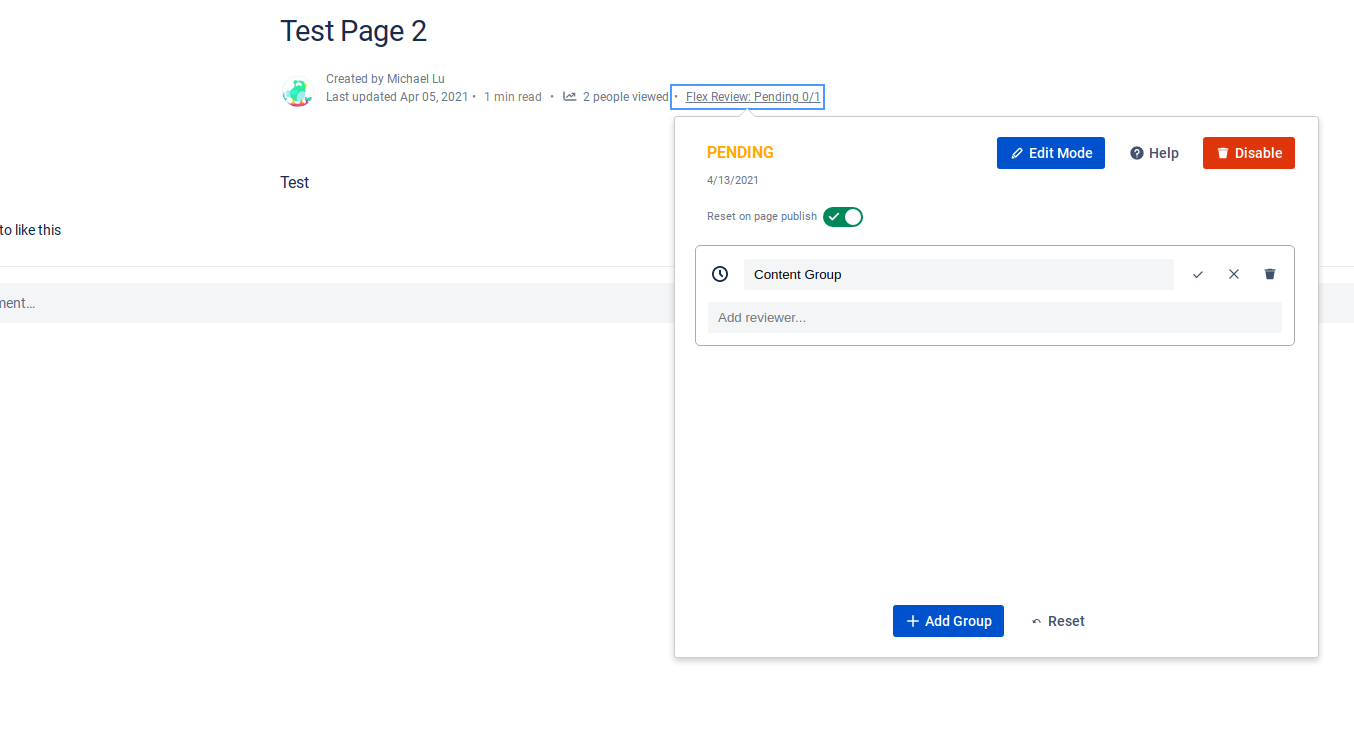 Test Page 2
Created by Michael Lu
Last updated Apr 05, 2021 • 1 min read • 2 people viewed • Flex Review: Pending 0/1
PENDING
Edit Mode
Help
Disable
4/13/2021
Test
Reset on page publish
to like this
Content Group
ment...
Add reviewer...
Add Group
Reset